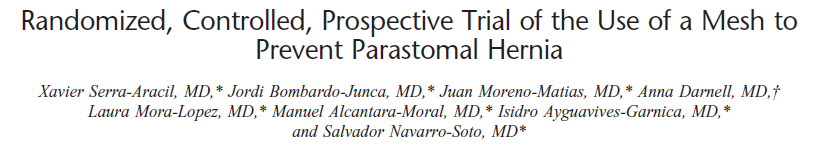 Randomized, Controlled, Prospective Trial of the Use of a Mesh to
Prevent Parastomal Hernia
Xavier Serra-Aracil, MD,* Jordi Bombardo-Junca, MD,* Juan Moreno-Matias, MD,* Anna Darnell, MD,†
Laura Mora-Lopez, MD,* Manuel Alcantara-Moral, MD,* Isidro Ayguavives-Garnica, MD,*
and Salvador Navarro-Soto, MD*